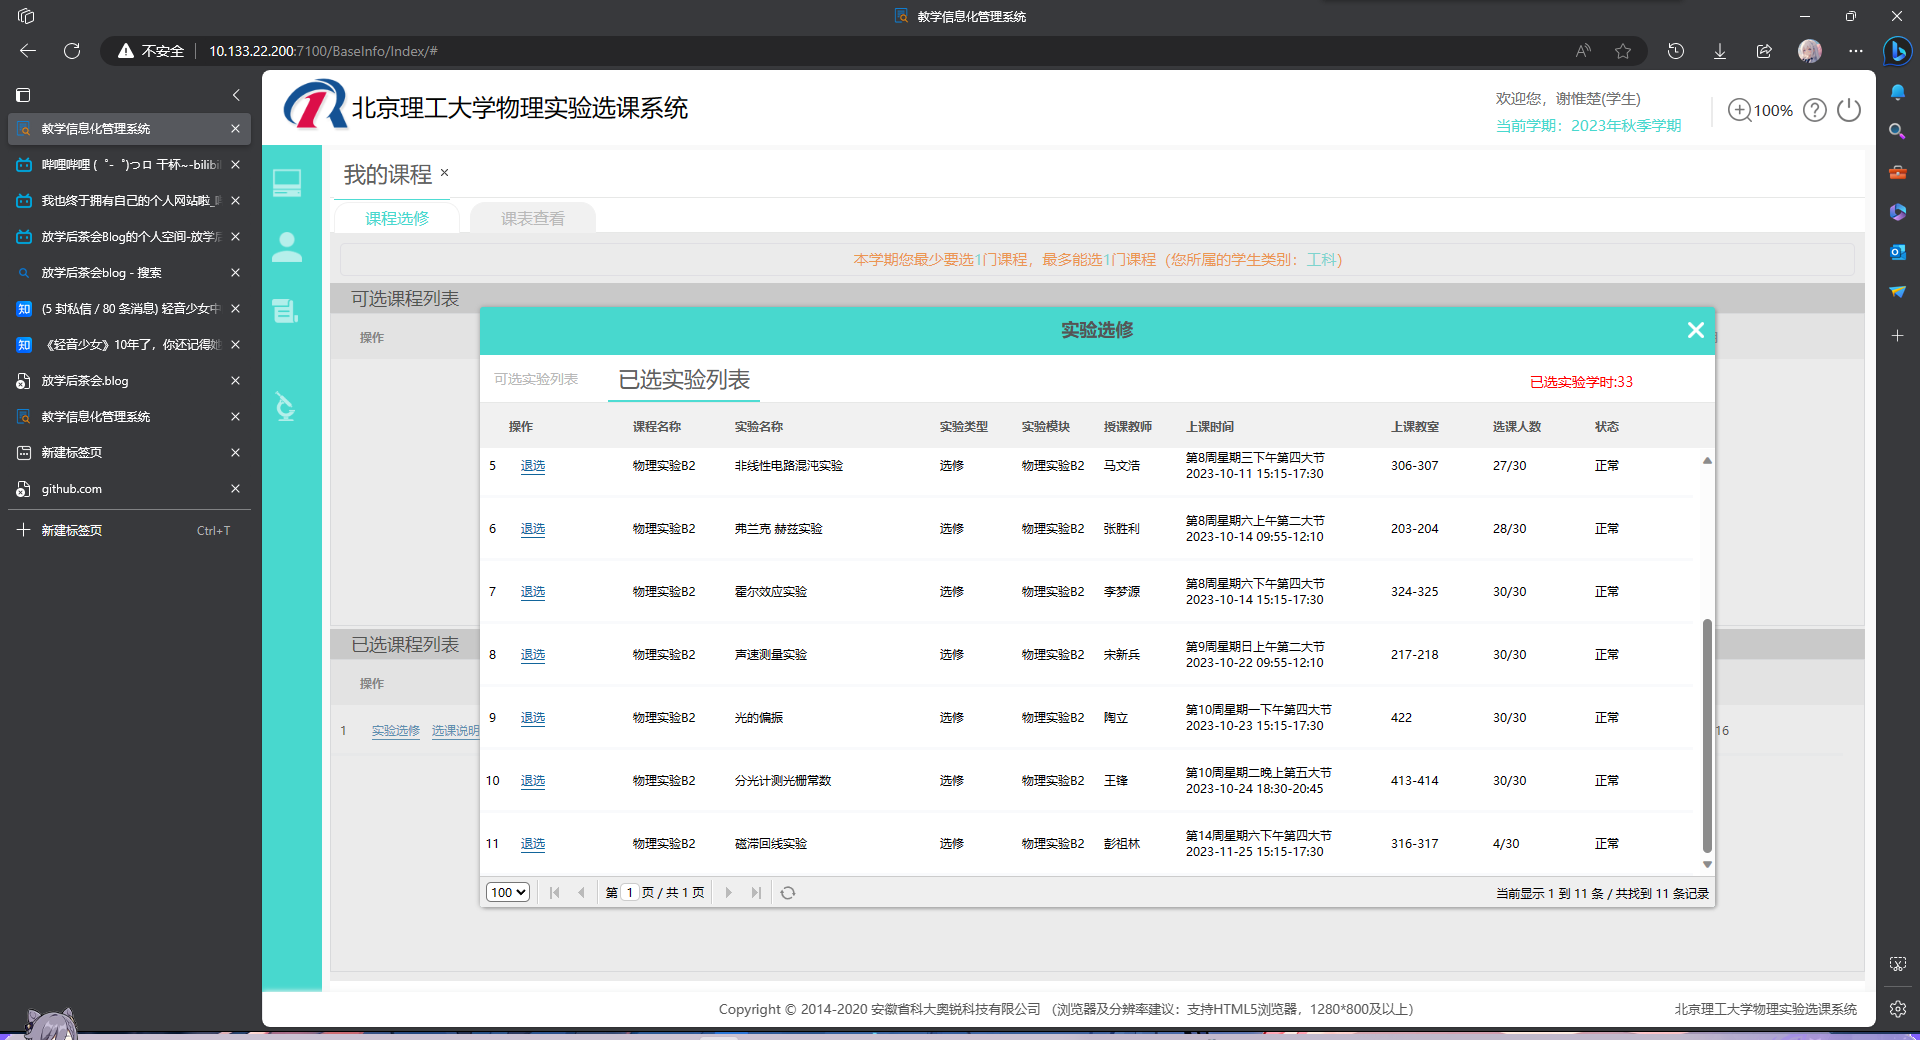 教学信息化管理系统
不安全
10.133.22.200:7100/BaseInfo/Index/#
教学信息化管理系统
哔哩哔哩 (゜-゜)つロ 干杯~-bilibili
我也终于拥有自己的个人网站啦_
放学后茶会Blog的个人空间-放学后
放学后茶会blog - 搜索
(5 封私信 / 80 条消息) 轻音少女中
《轻音少女》10年了，你还记得她
放学后茶会.blog
教学信息化管理系统
新建标签页
github.com
新建标签页 Ctrl+T
北京理工大学物理实验选课系统
欢迎您，谢惟楚(学生)
当前学期：2023年秋季学期
100%
我的课程 ×
课程选修 课表查看
本学期您最少要选1门课程，最多能选1门课程（您所属的学生类别：工科）
可选课程列表
操作
实验选修
可选实验列表 已选实验列表 已选实验学时:33
操作 课程名称 实验名称 实验类型 实验模块 授课教师 上课时间 上课教室 选课人数 状态
5 退选 物理实验B2 非线性电路混沌实验 选修 物理实验B2 马文浩 第8周星期三下午第四大节 2023-10-11 15:15-17:30 306-307 27/30 正常
6 退选 物理实验B2 弗兰克 赫兹实验 选修 物理实验B2 张胜利 第8周星期六上午第二大节 2023-10-14 09:55-12:10 203-204 28/30 正常
7 退选 物理实验B2 霍尔效应实验 选修 物理实验B2 李梦源 第8周星期六下午第四大节 2023-10-14 15:15-17:30 324-325 30/30 正常
8 退选 物理实验B2 声速测量实验 选修 物理实验B2 宋新兵 第9周星期日上午第二大节 2023-10-22 09:55-12:10 217-218 30/30 正常
9 退选 物理实验B2 光的偏振 选修 物理实验B2 陶立 第10周星期一下午第四大节 2023-10-23 15:15-17:30 422 30/30 正常
10 退选 物理实验B2 分光计测光栅常数 选修 物理实验B2 王锋 第10周星期二晚上第五大节 2023-10-24 18:30-20:45 413-414 30/30 正常
11 退选 物理实验B2 磁滞回线实验 选修 物理实验B2 彭祖林 第14周星期六下午第四大节 2023-11-25 15:15-17:30 316-317 4/30 正常
100 第 1 页 / 共 1 页 当前显示 1 到 11 条 / 共找到 11 条记录
已选课程列表
操作
1 实验选修 选课说明 16
Copyright © 2014-2020 安徽省科大奥锐科技有限公司 （浏览器及分辨率建议：支持HTML5浏览器，1280*800及以上）
北京理工大学物理实验选课系统